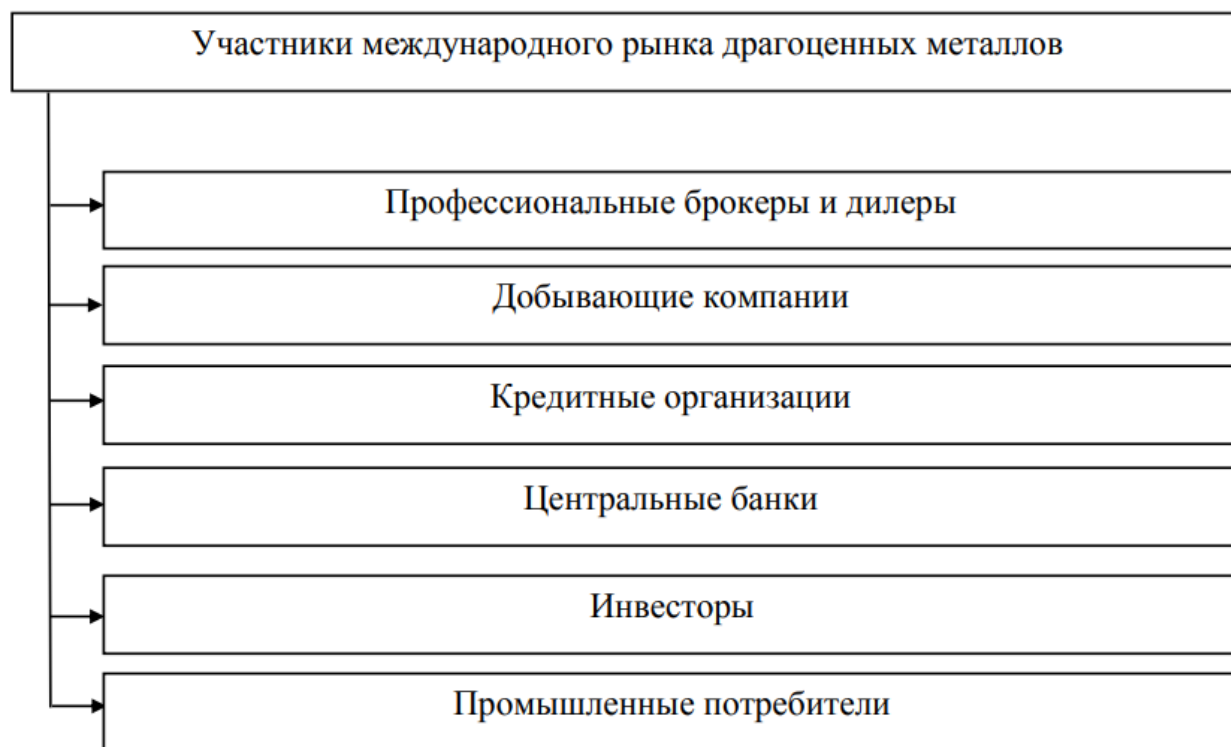 Участники международного рынка драгоценных металлов
Профессиональные брокеры и дилеры
Добывающие компании
Кредитные организации
Центральные банки
Инвесторы
Промышленные потребители